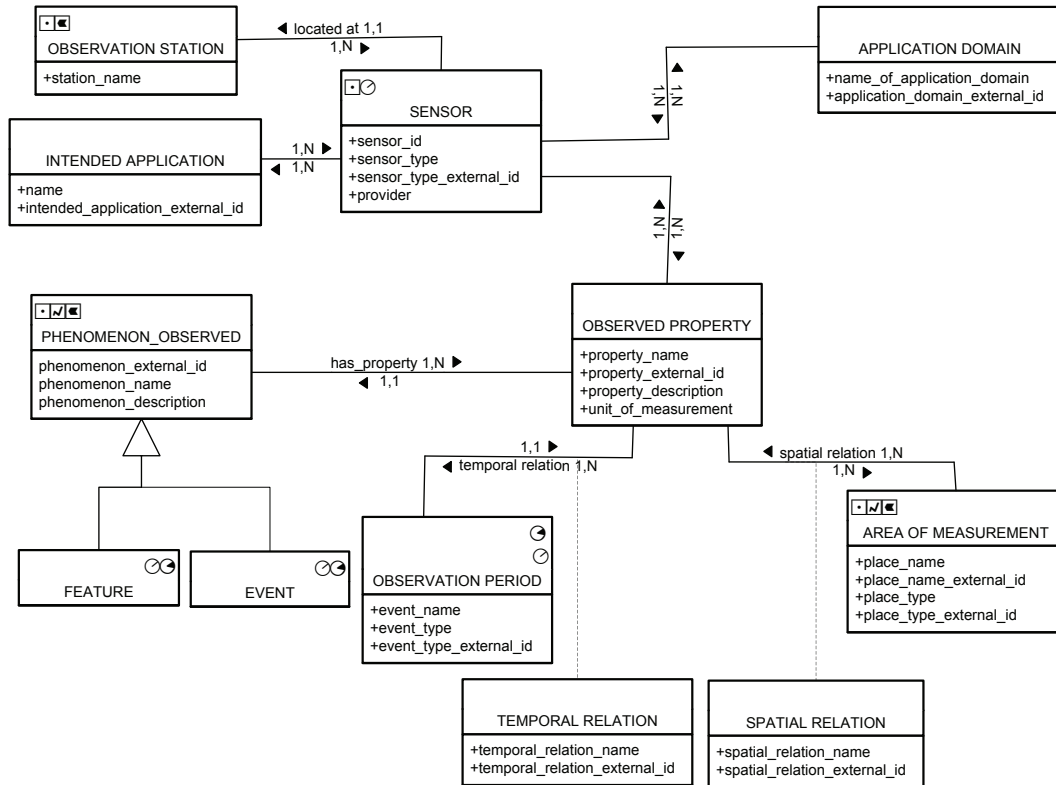 OBSERVATION STATION
+station_name
located at 1,1
1,N
SENSOR
+sensor_id
+sensor_type
+sensor_type_external_id
+provider
APPLICATION DOMAIN
+name_of_application_domain
+application_domain_external_id
1,N
1,N
INTENDED APPLICATION
+name
+intended_application_external_id
1,N
1,N
1,N
1,N
PHENOMENON_OBSERVED
phenomenon_external_id
phenomenon_name
phenomenon_description
has_property 1,N
1,1
OBSERVED PROPERTY
+property_name
+property_external_id
+property_description
+unit_of_measurement
1,1
temporal relation 1,N
spatial relation 1,N
1,N
FEATURE
EVENT
OBSERVATION PERIOD
+event_name
+event_type
+event_type_external_id
AREA OF MEASUREMENT
+place_name
+place_name_external_id
+place_type
+place_type_external_id
TEMPORAL RELATION
+temporal_relation_name
+temporal_relation_external_id
SPATIAL RELATION
+spatial_relation_name
+spatial_relation_external_id